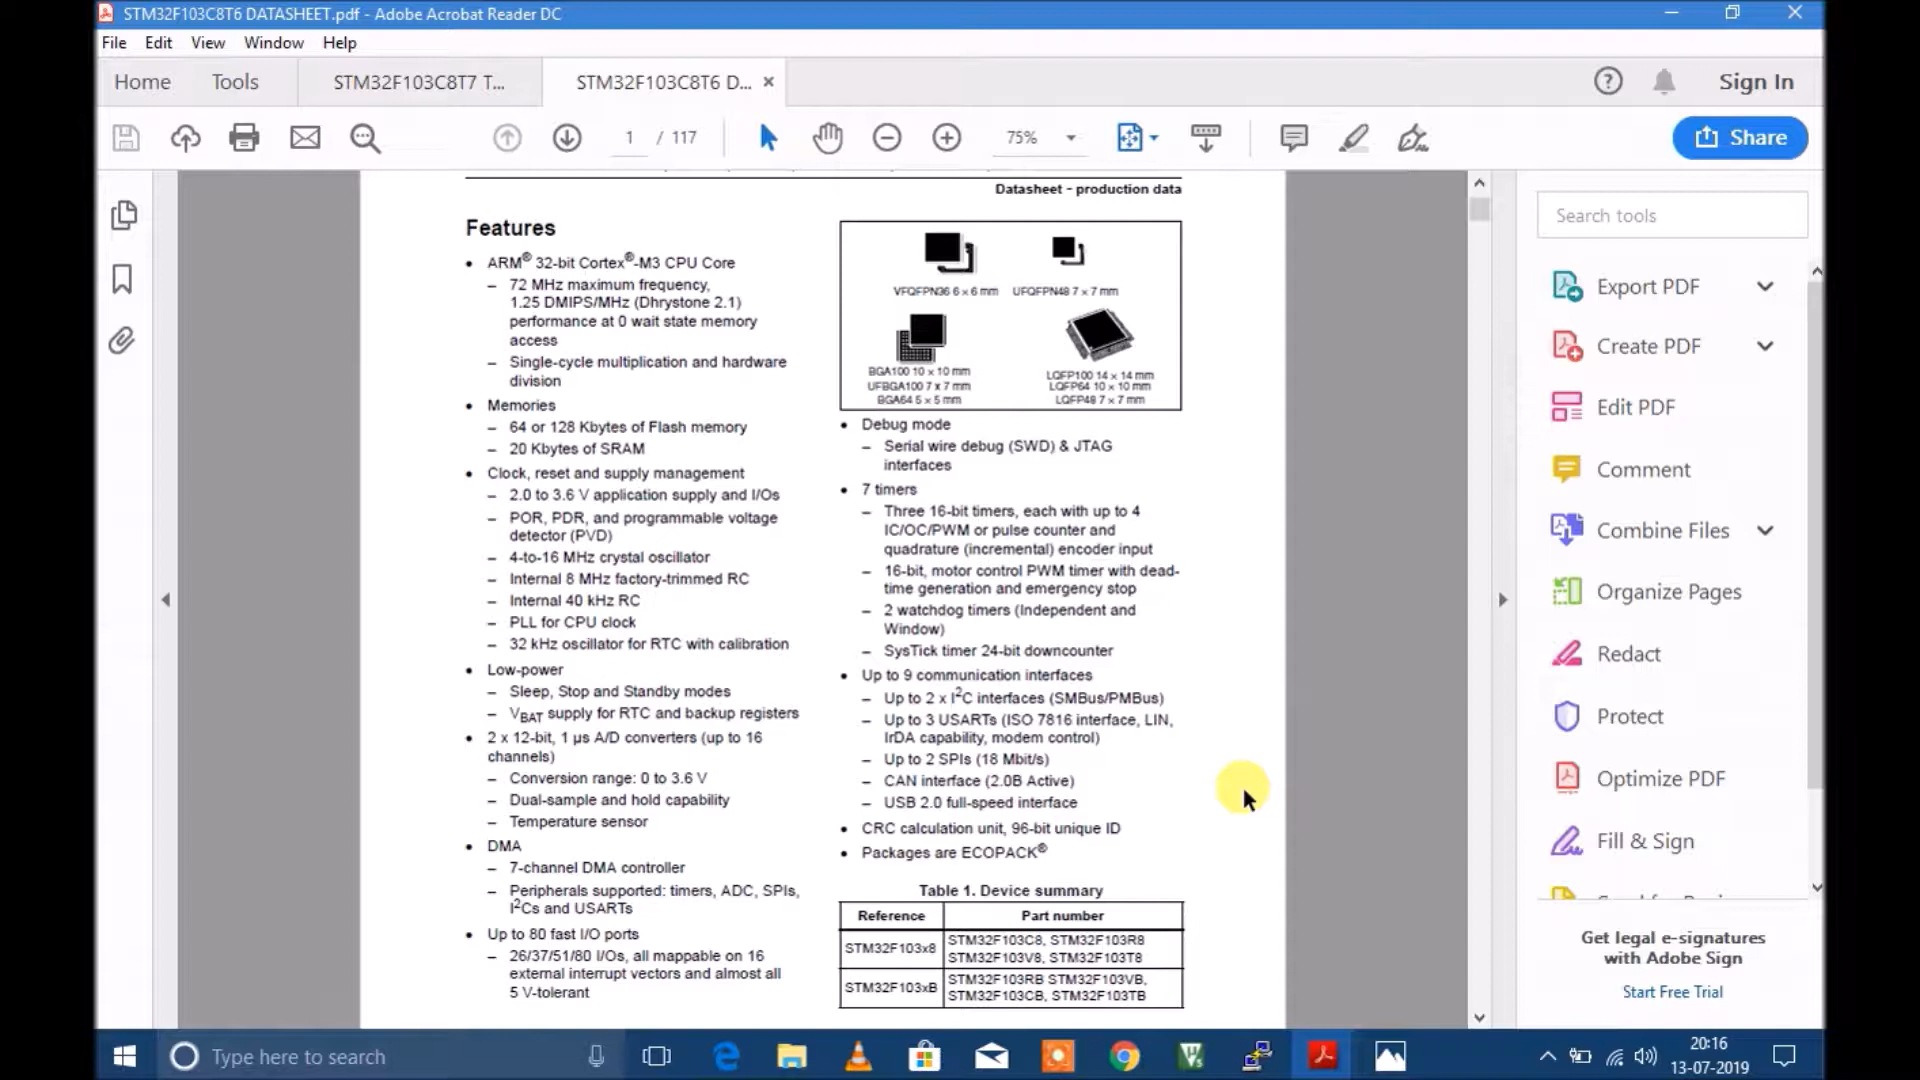 STM32F103C8T6 DATASHEET.pdf - Adobe Acrobat Reader DC
File Edit View Window Help
Home Tools STM32F103C8T7 T... STM32F103C8T6 D... Sign In
1 / 117 75% Share
Datasheet - production data
Features
• ARM® 32-bit Cortex®-M3 CPU Core
– 72 MHz maximum frequency,
1.25 DMIPS/MHz (Dhrystone 2.1)
performance at 0 wait state memory
access
– Single-cycle multiplication and hardware
division
• Memories
– 64 or 128 Kbytes of Flash memory
– 20 Kbytes of SRAM
• Clock, reset and supply management
– 2.0 to 3.6 V application supply and I/Os
– POR, PDR, and programmable voltage
detector (PVD)
– 4-to-16 MHz crystal oscillator
– Internal 8 MHz factory-trimmed RC
– Internal 40 kHz RC
– PLL for CPU clock
– 32 kHz oscillator for RTC with calibration
• Low-power
– Sleep, Stop and Standby modes
– VBAT supply for RTC and backup registers
• 2 x 12-bit, 1 µs A/D converters (up to 16
channels)
– Conversion range: 0 to 3.6 V
– Dual-sample and hold capability
– Temperature sensor
• DMA
– 7-channel DMA controller
– Peripherals supported: timers, ADC, SPIs,
I2Cs and USARTs
• Up to 80 fast I/O ports
– 26/37/51/80 I/Os, all mappable on 16
external interrupt vectors and almost all
5 V-tolerant
VFQFPN36 6 × 6 mm UFQFPN48 7 × 7 mm
BGA100 10 × 10 mm
UFBGA100 7 x 7 mm
BGA64 5 × 5 mm
LQFP100 14 × 14 mm
LQFP64 10 × 10 mm
LQFP48 7 × 7 mm
• Debug mode
– Serial wire debug (SWD) & JTAG
interfaces
• 7 timers
– Three 16-bit timers, each with up to 4
IC/OC/PWM or pulse counter and
quadrature (incremental) encoder input
– 16-bit, motor control PWM timer with dead-
time generation and emergency stop
– 2 watchdog timers (Independent and
Window)
– SysTick timer 24-bit downcounter
• Up to 9 communication interfaces
– Up to 2 x I2C interfaces (SMBus/PMBus)
– Up to 3 USARTs (ISO 7816 interface, LIN,
IrDA capability, modem control)
– Up to 2 SPIs (18 Mbit/s)
– CAN interface (2.0B Active)
– USB 2.0 full-speed interface
• CRC calculation unit, 96-bit unique ID
• Packages are ECOPACK®
Table 1. Device summary
Reference Part number
STM32F103x8 STM32F103C8, STM32F103R8
STM32F103V8, STM32F103T8
STM32F103xB STM32F103RB STM32F103VB,
STM32F103CB, STM32F103TB
Search tools
Export PDF
Create PDF
Edit PDF
Comment
Combine Files
Organize Pages
Redact
Protect
Optimize PDF
Fill & Sign
Get legal e-signatures
with Adobe Sign
Start Free Trial
Type here to search
20:16
13-07-2019